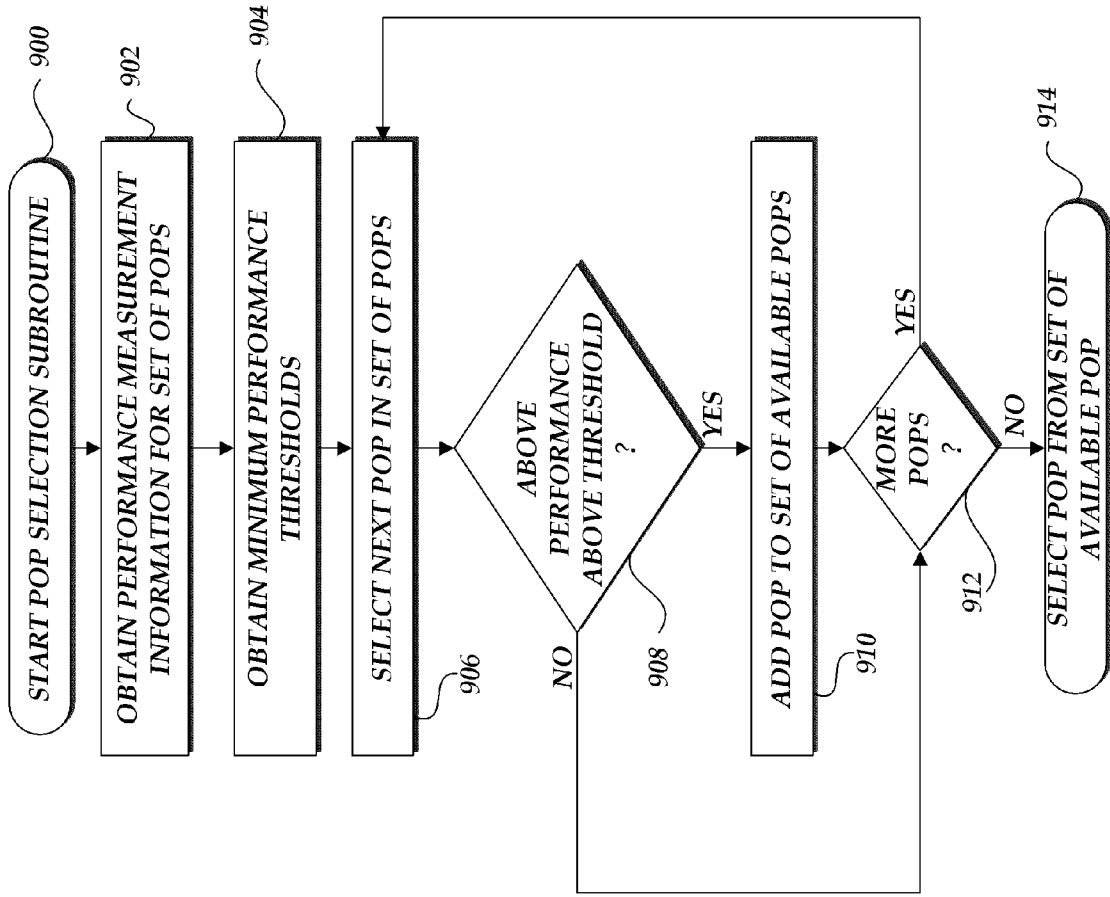 START POP SELECTION SUBROUTINE
900
OBTAIN PERFORMANCE MEASUREMENT
INFORMATION FOR SET OF POPS
902
OBTAIN MINIMUM PERFORMANCE
THRESHOLDS
904
SELECT NEXT POP IN SET OF POPS
906
ABOVE
PERFORMANCE
ABOVE THRESHOLD
?
908
NO
YES
ADD POP TO SET OF AVAILABLE POPS
910
MORE
POPS
?
912
YES
NO
SELECT POP FROM SET OF
AVAILABLE POP
914